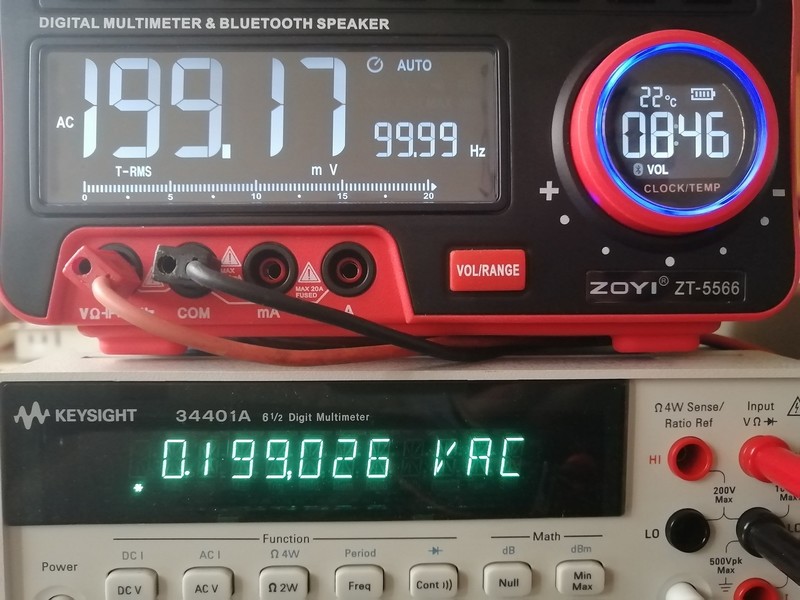 DIGITAL MULTIMETER & BLUETOOTH SPEAKER
AUTO
AC 199.17 99.99 Hz
T-RMS m V
0 5 10 15 20
22°C
08:46
VOL
CLOCK/TEMP
+ -
MAX
MAX 20A
FUSED
VΩ COM mA A
VOL/RANGE
ZOYI® ZT-5566
KEYSIGHT 34401A 6½ Digit Multimeter
0.199,026 VAC
*
Ω4W Sense/
Ratio Ref
Input
VΩ
HI
200V
Max
LO
500Vpk
Max
Function
Math
Power
DC I AC I Ω 4W Period dB dBm
DC V AC V Ω 2W Freq Cont Null Min
Max